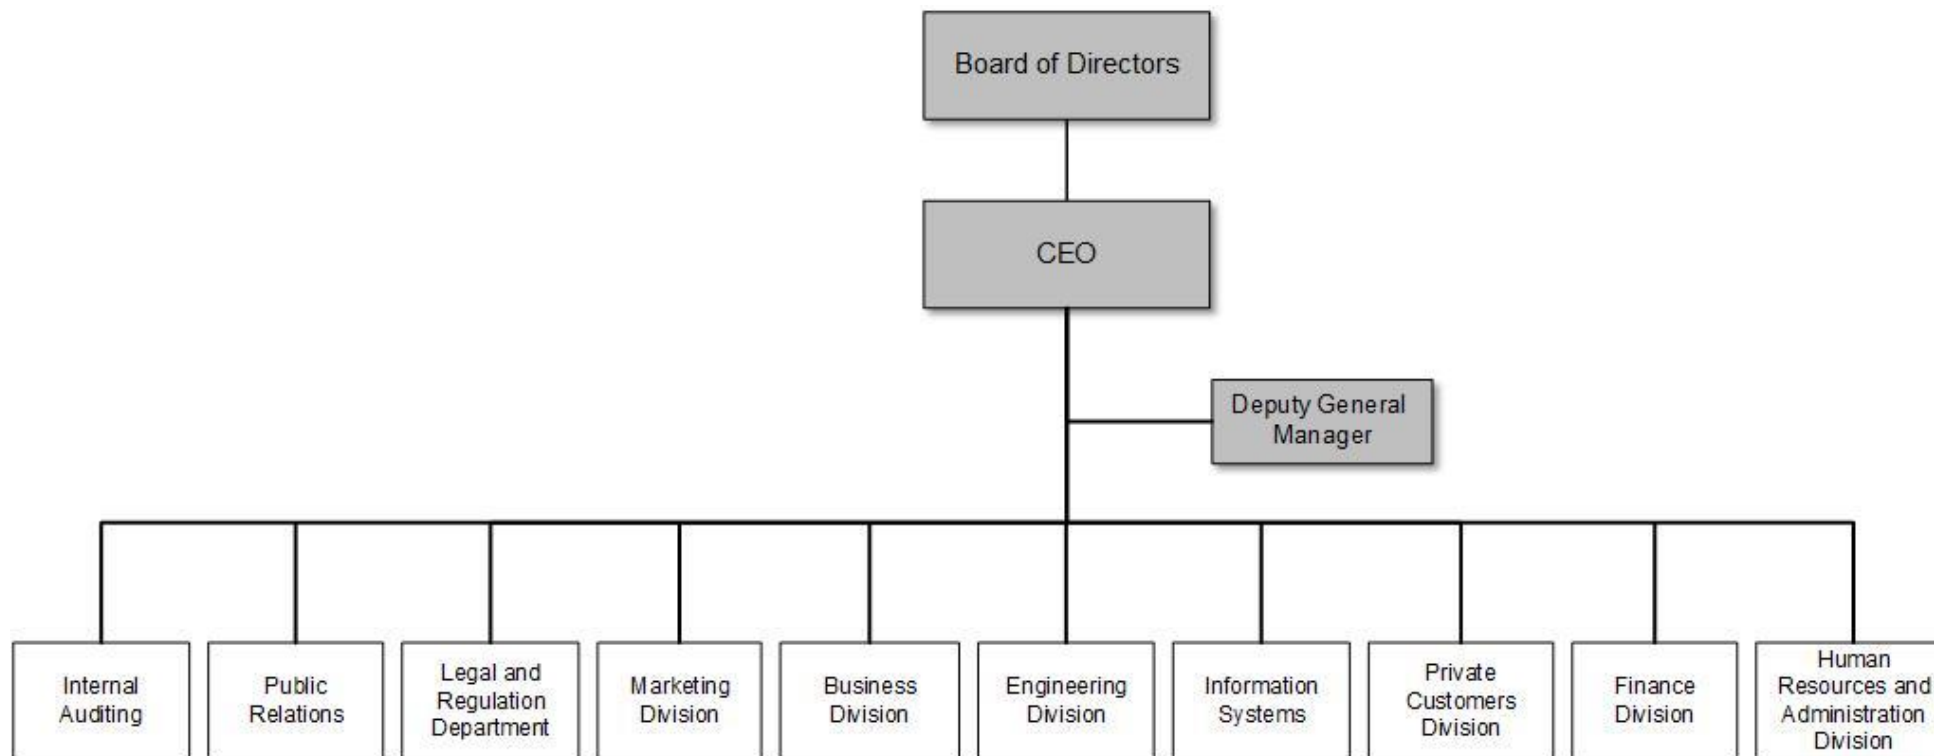 Board of Directors
CEO
Deputy General
Manager
Internal
Auditing
Public
Relations
Legal and
Regulation
Department
Marketing
Division
Business
Division
Engineering
Division
Information
Systems
Private
Customers
Division
Finance
Division
Human
Resources and
Administration
Division